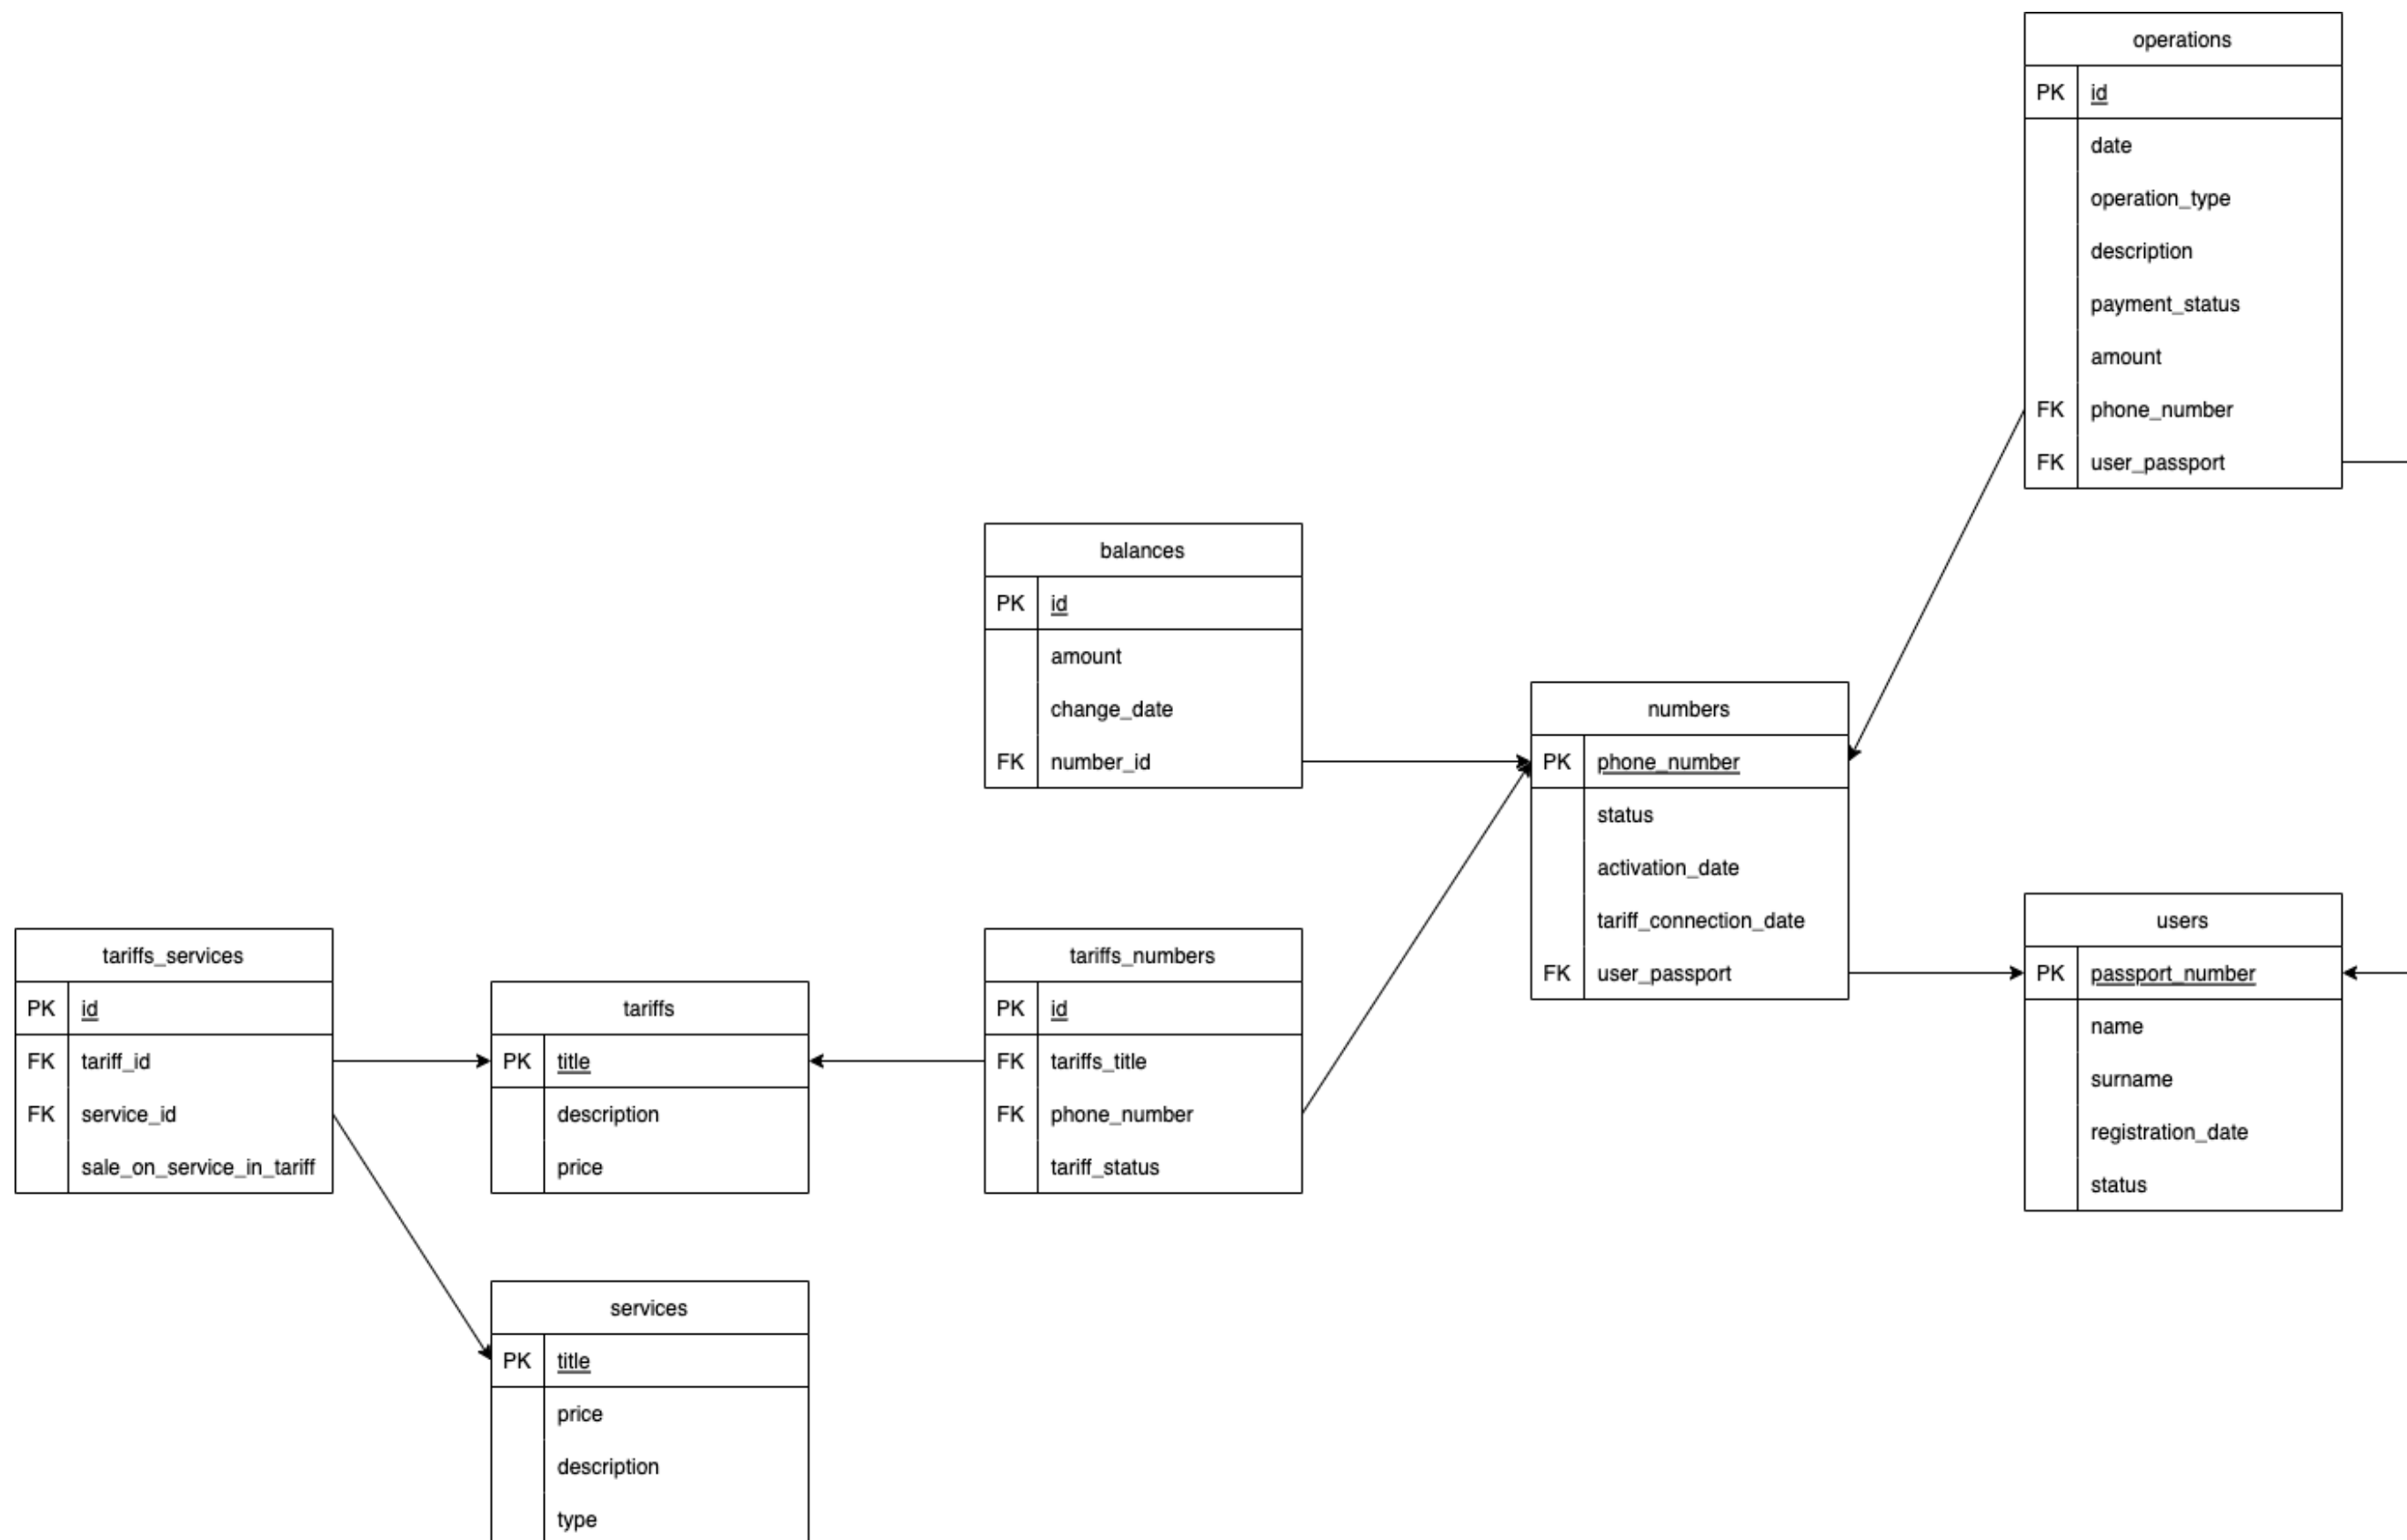 operations
PK id
date
operation_type
description
payment_status
amount
FK phone_number
FK user_passport
balances
PK id
amount
change_date
FK number_id
numbers
PK phone_number
status
activation_date
tariff_connection_date
FK user_passport
users
PK passport_number
name
surname
registration_date
status
tariffs_services
PK id
FK tariff_id
FK service_id
sale_on_service_in_tariff
tariffs
PK title
description
price
tariffs_numbers
PK id
FK tariffs_title
FK phone_number
tariff_status
services
PK title
price
description
type